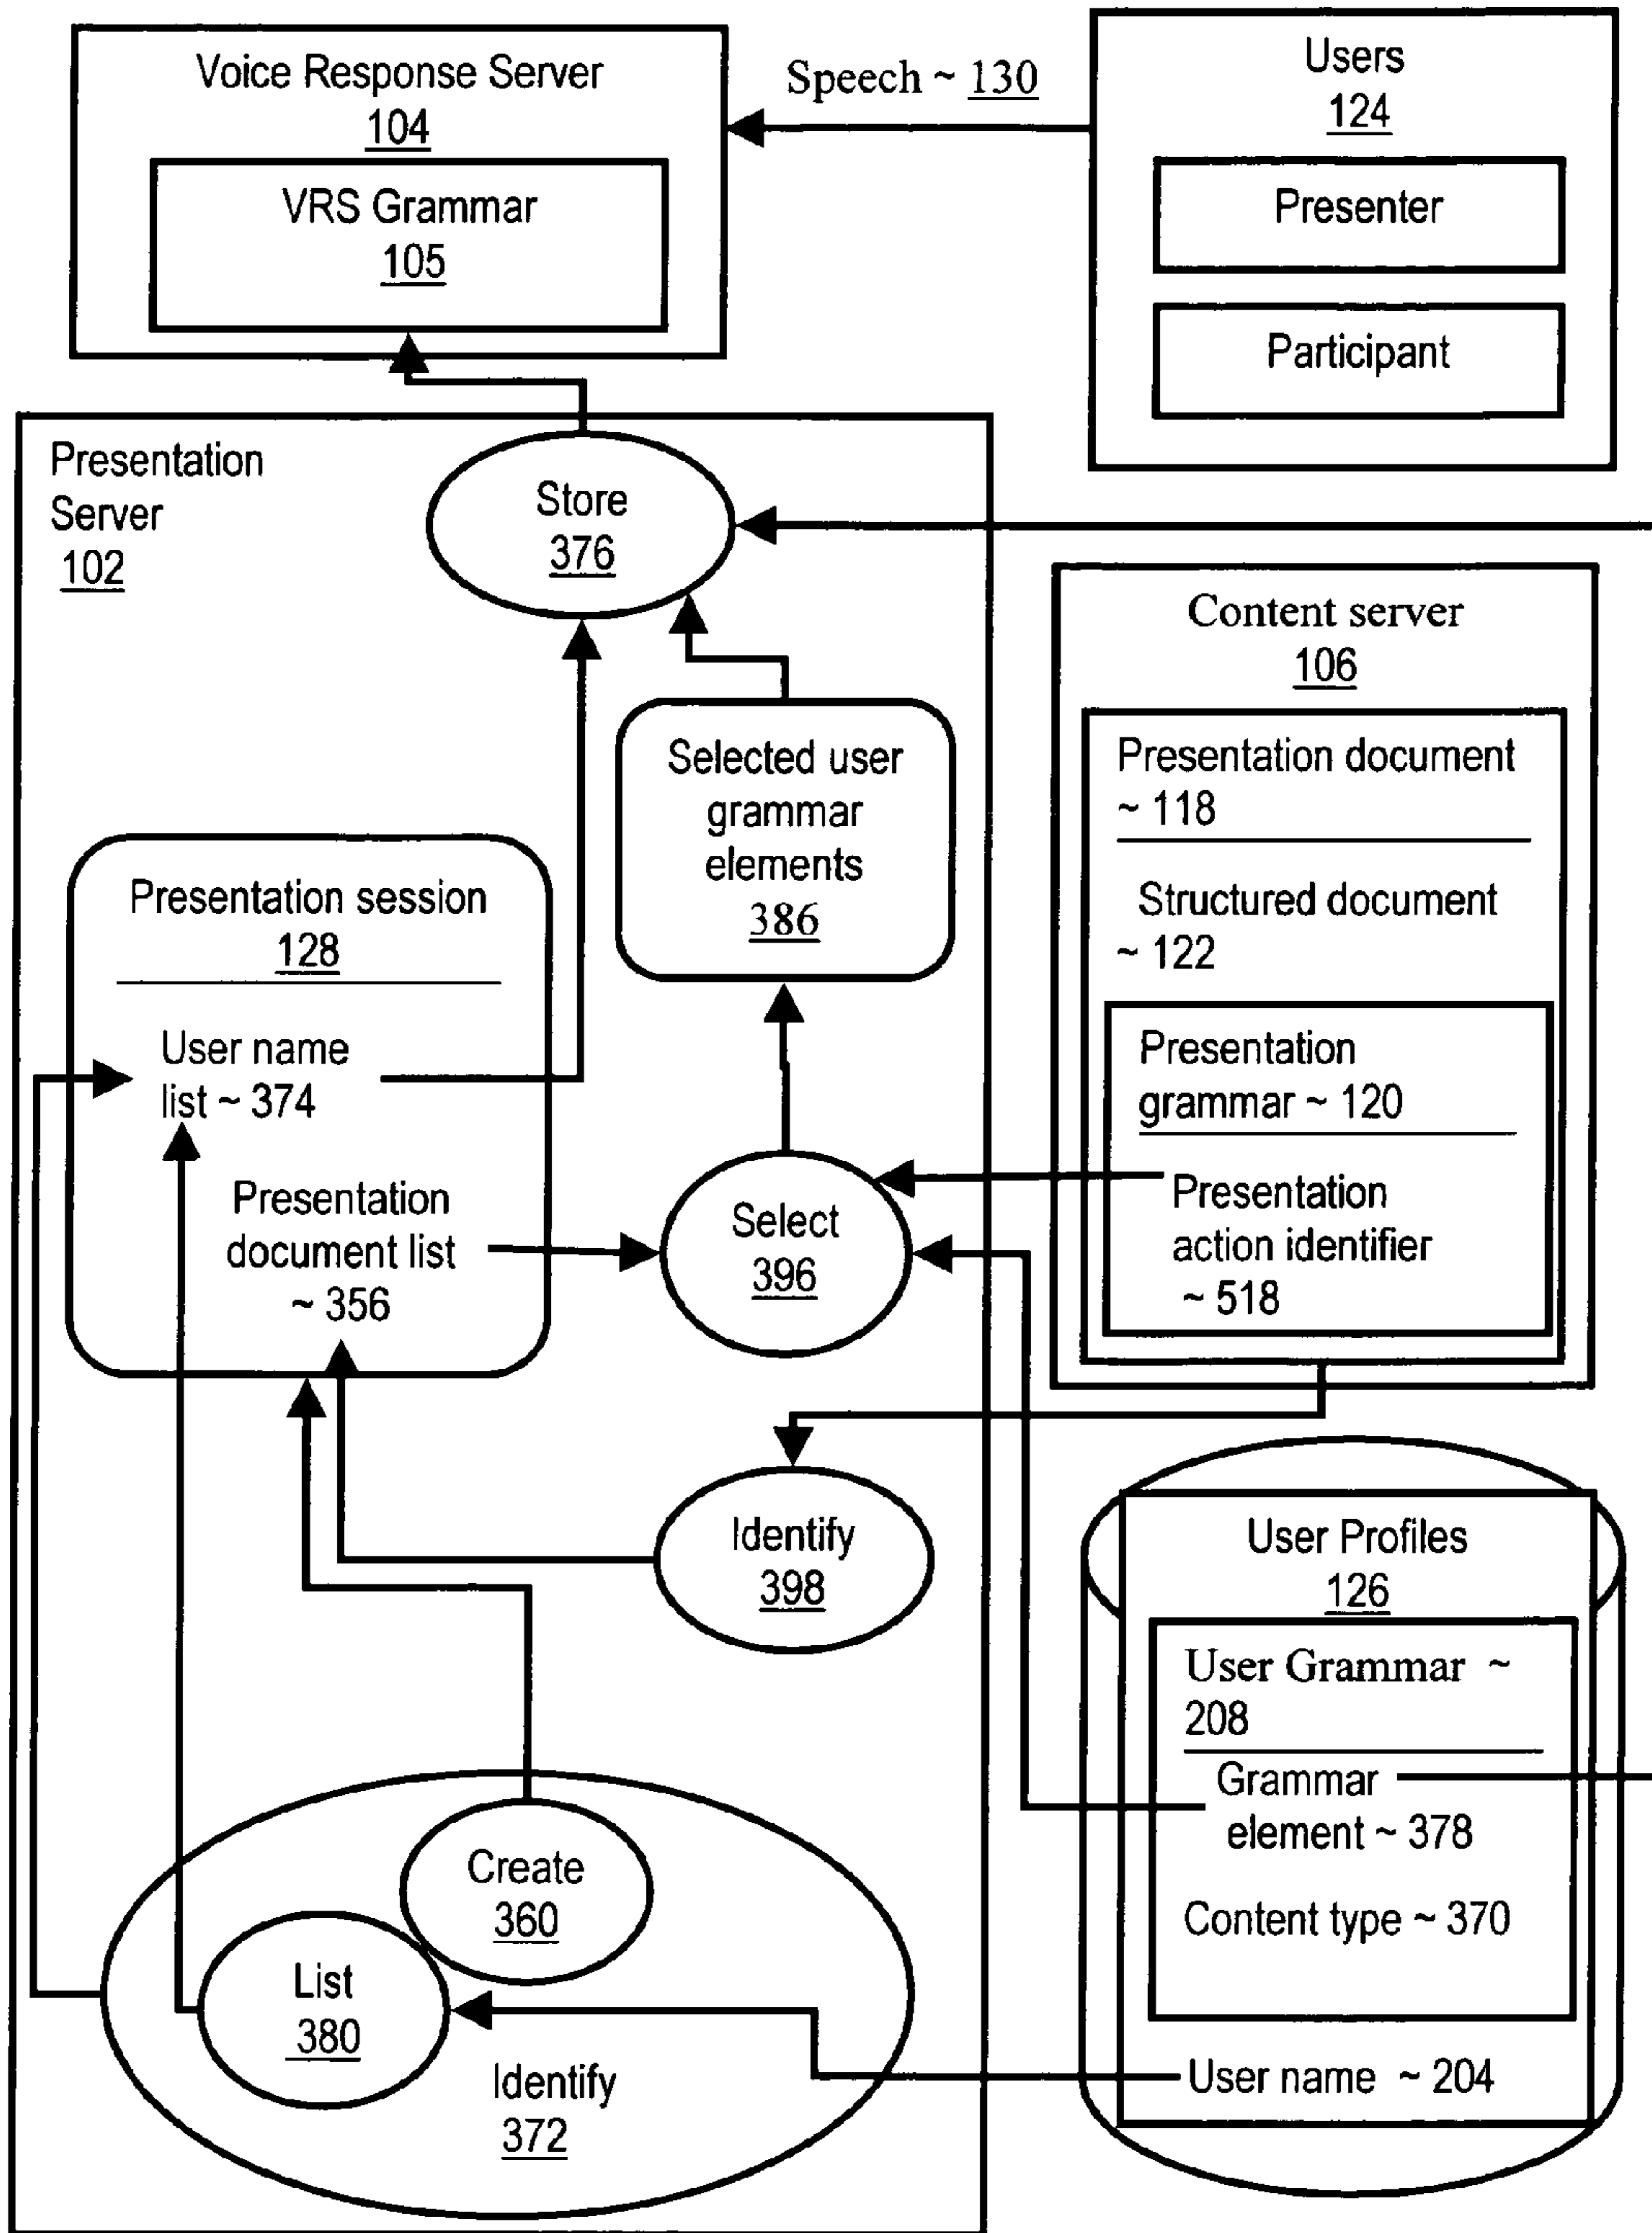 Voice Response Server
104
VRS Grammar
105
Speech ~ 130
Users
124
Presenter
Participant
Presentation
Server
102
Store
376
Selected user
grammar
elements
386
Presentation session
128
User name
list ~ 374
Presentation
document list
~ 356
Select
396
Identify
398
Create
360
List
380
Identify
372
Content server
106
Presentation document
~ 118
Structured document
~ 122
Presentation
grammar ~ 120
Presentation
action identifier
~ 518
User Profiles
126
User Grammar ~
208
Grammar
element ~ 378
Content type ~ 370
User name ~ 204